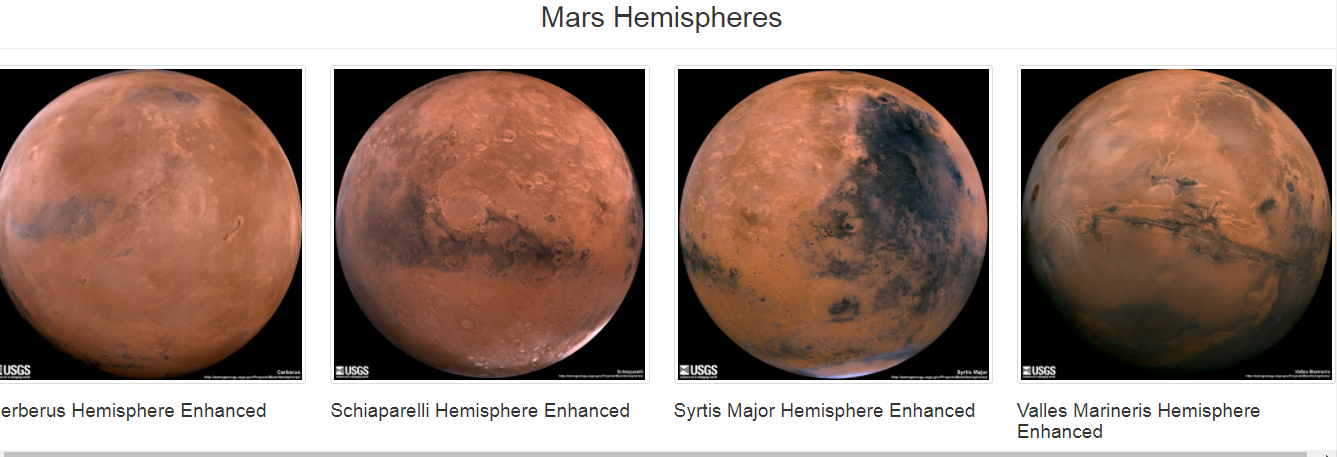 Mars Hemispheres
USGS
Cerberus
USGS
Schiaparelli
USGS
Syrtis Major
USGS
Valles Marineris
erberus Hemisphere Enhanced
Schiaparelli Hemisphere Enhanced
Syrtis Major Hemisphere Enhanced
Valles Marineris Hemisphere
Enhanced